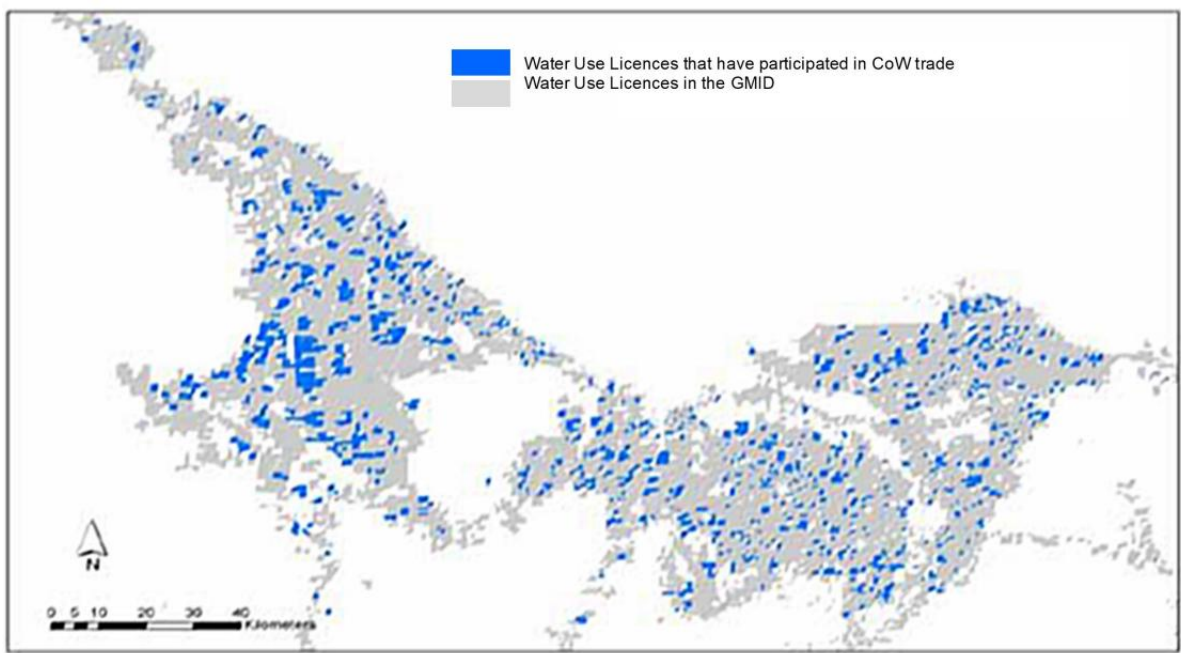 Water Use Licences that have participated in CoW trade
Water Use Licences in the GMID
N
0 5 10 20 30 40
Kilometers